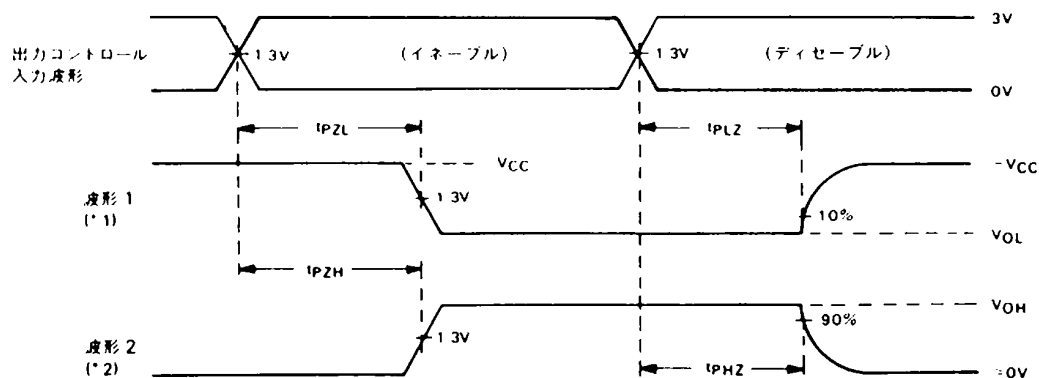 3V
出力コントロール
入力波形
1 3V
(イネーブル)
1 3V
(ディセーブル)
0V
tPZL
tPLZ
VCC
≈VCC
波形 1
(*1)
1 3V
10%
VOL
tPZH
VOH
波形 2
(*2)
1 3V
90%
tPHZ
≈0V